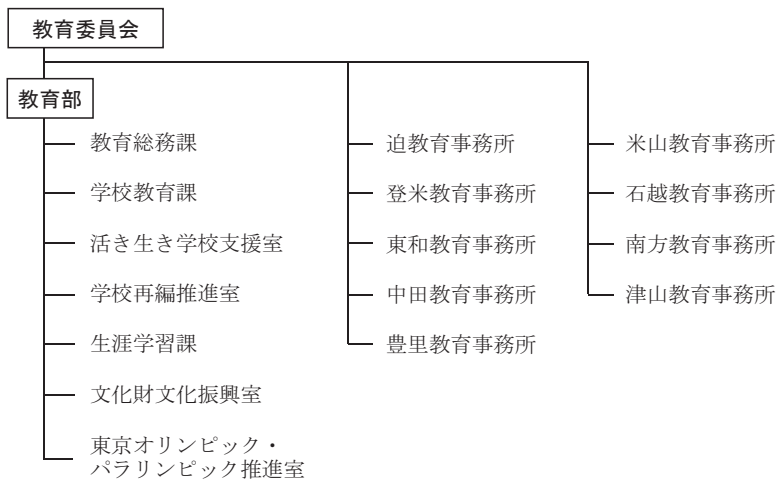 教育委員会
教育部
教育総務課
学校教育課
活き生き学校支援室
学校再編推進室
生涯学習課
文化財文化振興室
東京オリンピック・
パラリンピック推進室
迫教育事務所
登米教育事務所
東和教育事務所
中田教育事務所
豊里教育事務所
米山教育事務所
石越教育事務所
南方教育事務所
津山教育事務所